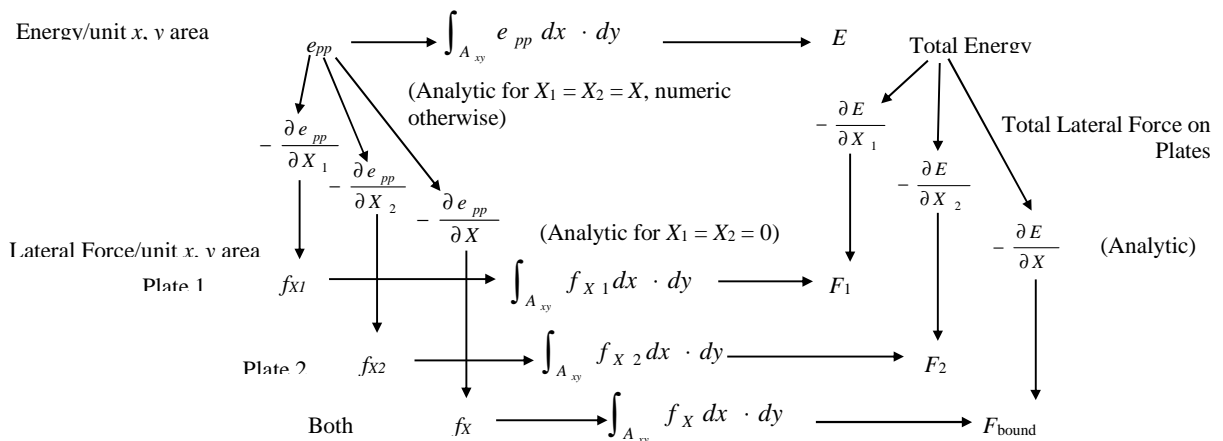 Energy/unit x, y area
e_pp
∫_{A_xy} e_pp dx · dy
E
Total Energy
(Analytic for X₁ = X₂ = X, numeric
otherwise)
− ∂e_pp/∂X₁
− ∂e_pp/∂X₂
− ∂e_pp/∂X
− ∂E/∂X₁
− ∂E/∂X₂
− ∂E/∂X
Total Lateral Force on
Plates
(Analytic for X₁ = X₂ = 0)
(Analytic)
Lateral Force/unit x, y area
Plate 1
f_X1
∫_{A_xy} f_X1 dx · dy
F₁
Plate 2
f_X2
∫_{A_xy} f_X2 dx · dy
F₂
Both
f_X
∫_{A_xy} f_X dx · dy
F_bound